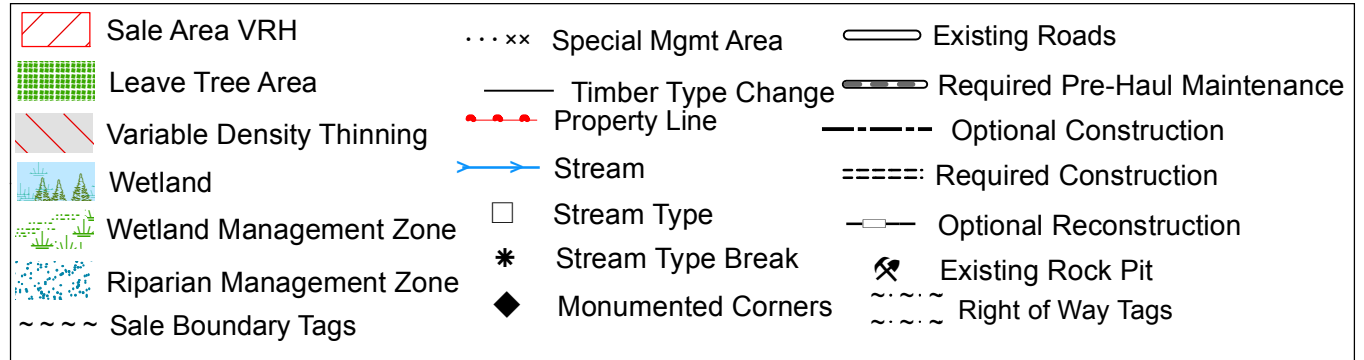 Sale Area VRH
Leave Tree Area
Variable Density Thinning
Wetland
Wetland Management Zone
Riparian Management Zone
Sale Boundary Tags
Special Mgmt Area
Timber Type Change
Property Line
Stream
Stream Type
Stream Type Break
Monumented Corners
Existing Roads
Required Pre-Haul Maintenance
Optional Construction
Required Construction
Optional Reconstruction
Existing Rock Pit
Right of Way Tags